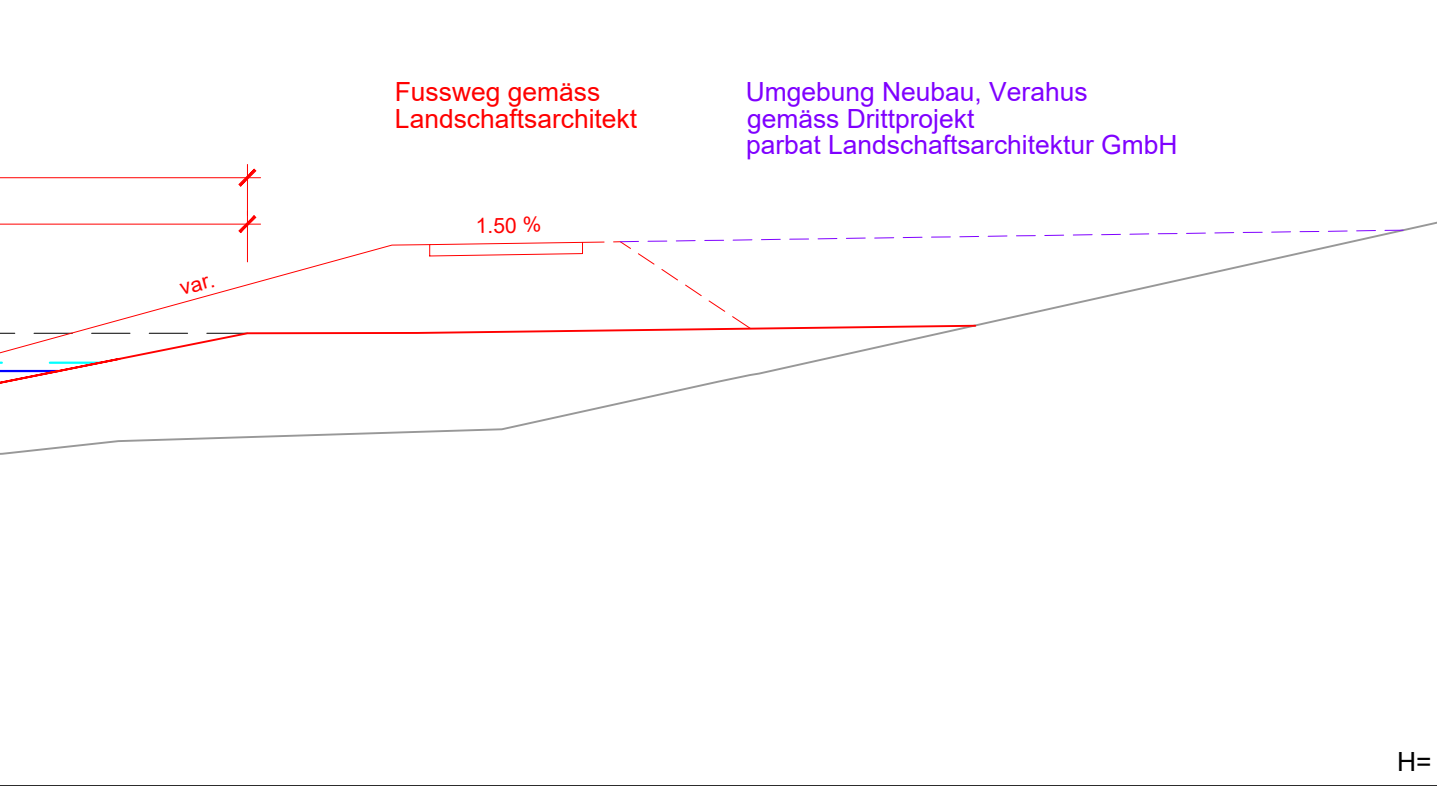 Fussweg gemäss
Landschaftsarchitekt
Umgebung Neubau, Verahus
gemäss Drittprojekt
parbat Landschaftsarchitektur GmbH
1.50 %
var.
H=